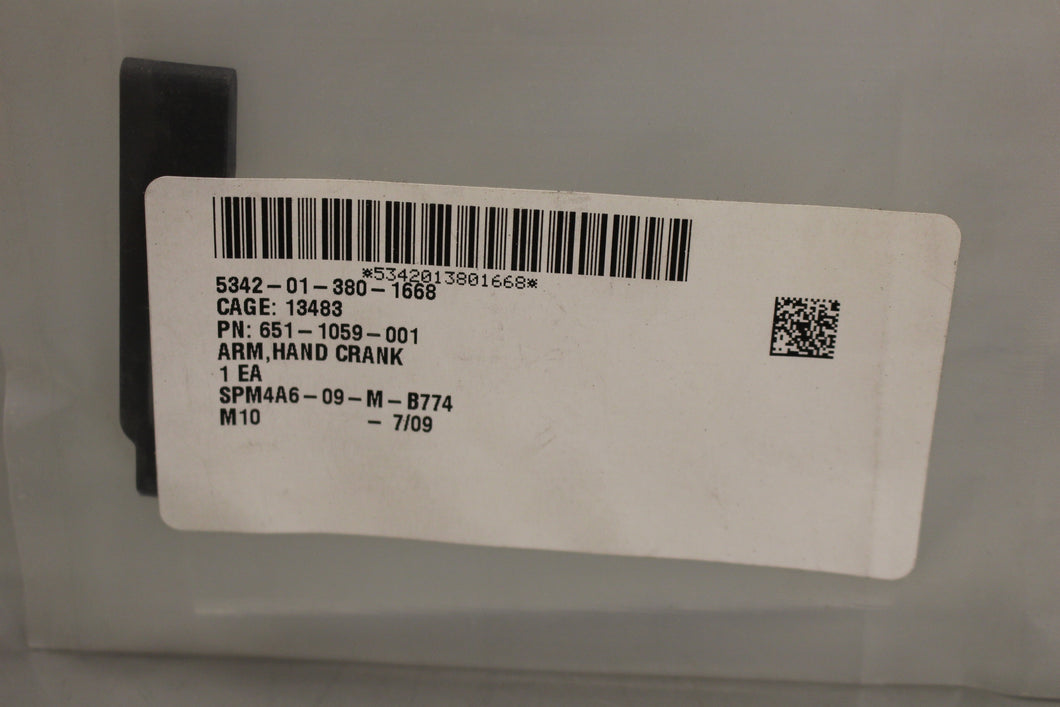 *5342013801668*
5342-01-380-1668
CAGE: 13483
PN: 651-1059-001
ARM,HAND CRANK
1 EA
SPM4A6-09-M-B774
M10 - 7/09